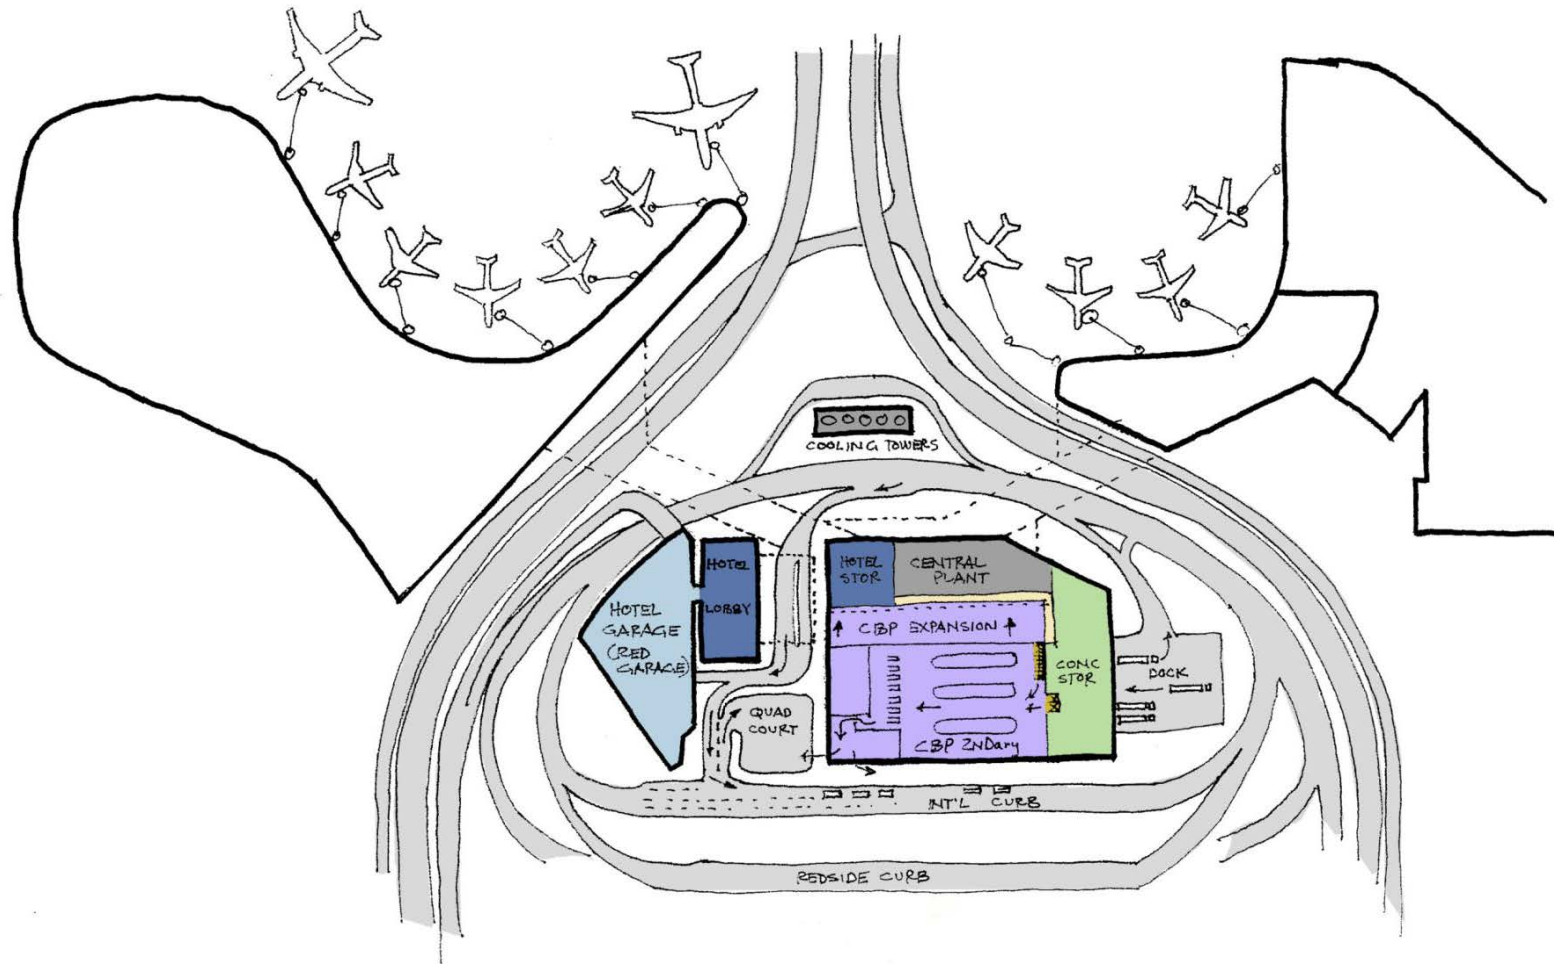 COOLING TOWERS
HOTEL
LOBBY
HOTEL
STOR
CENTRAL
PLANT
HOTEL
GARAGE
(RED
GARAGE)
CBP EXPANSION
CONC
STOR
DOCK
QUAD
COURT
CBP 2NDary
INT'L CURB
REDSIDE CURB